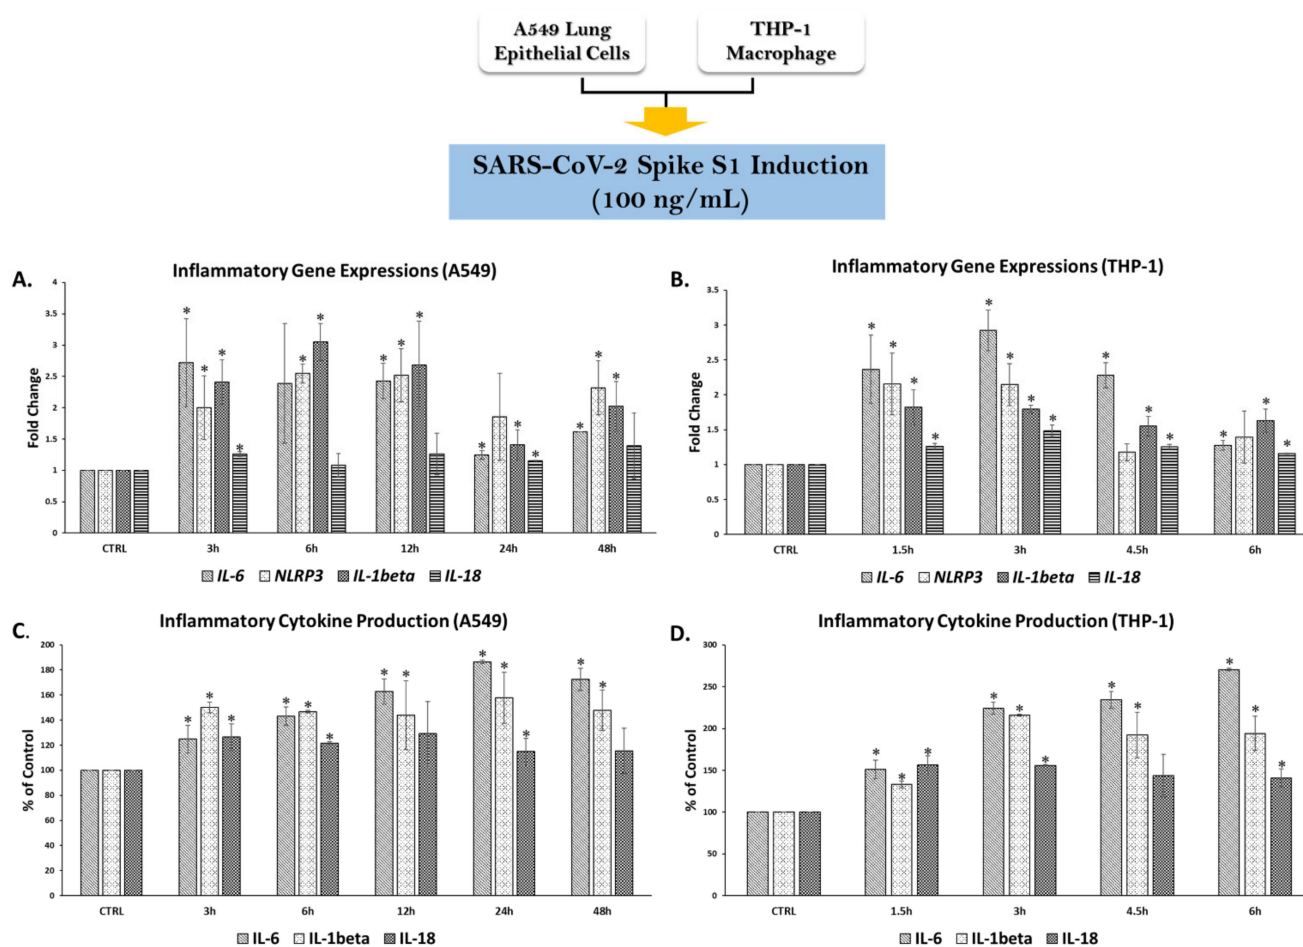 A549 Lung
Epithelial Cells
THP-1
Macrophage
SARS-CoV-2 Spike S1 Induction
(100 ng/mL)
A.
Inflammatory Gene Expressions (A549)
Fold Change
4
3.5
3
2.5
2
1.5
1
0.5
0
* * * *
* *
* * *
* * *
* * *
CTRL 3h 6h 12h 24h 48h
IL-6 NLRP3 IL-1beta IL-18
B.
Inflammatory Gene Expressions (THP-1)
Fold Change
3.5
3
2.5
2
1.5
1
0.5
0
* * * *
* * * *
* * *
* * *
CTRL 1.5h 3h 4.5h 6h
IL-6 NLRP3 IL-1beta IL-18
C.
Inflammatory Cytokine Production (A549)
% of Control
200
180
160
140
120
100
80
60
40
20
0
* * *
* * *
* *
* * *
* *
CTRL 3h 6h 12h 24h 48h
IL-6 IL-1beta IL-18
D.
Inflammatory Cytokine Production (THP-1)
% of Control
300
250
200
150
100
50
0
* * *
* * *
* *
* * *
CTRL 1.5h 3h 4.5h 6h
IL-6 IL-1beta IL-18